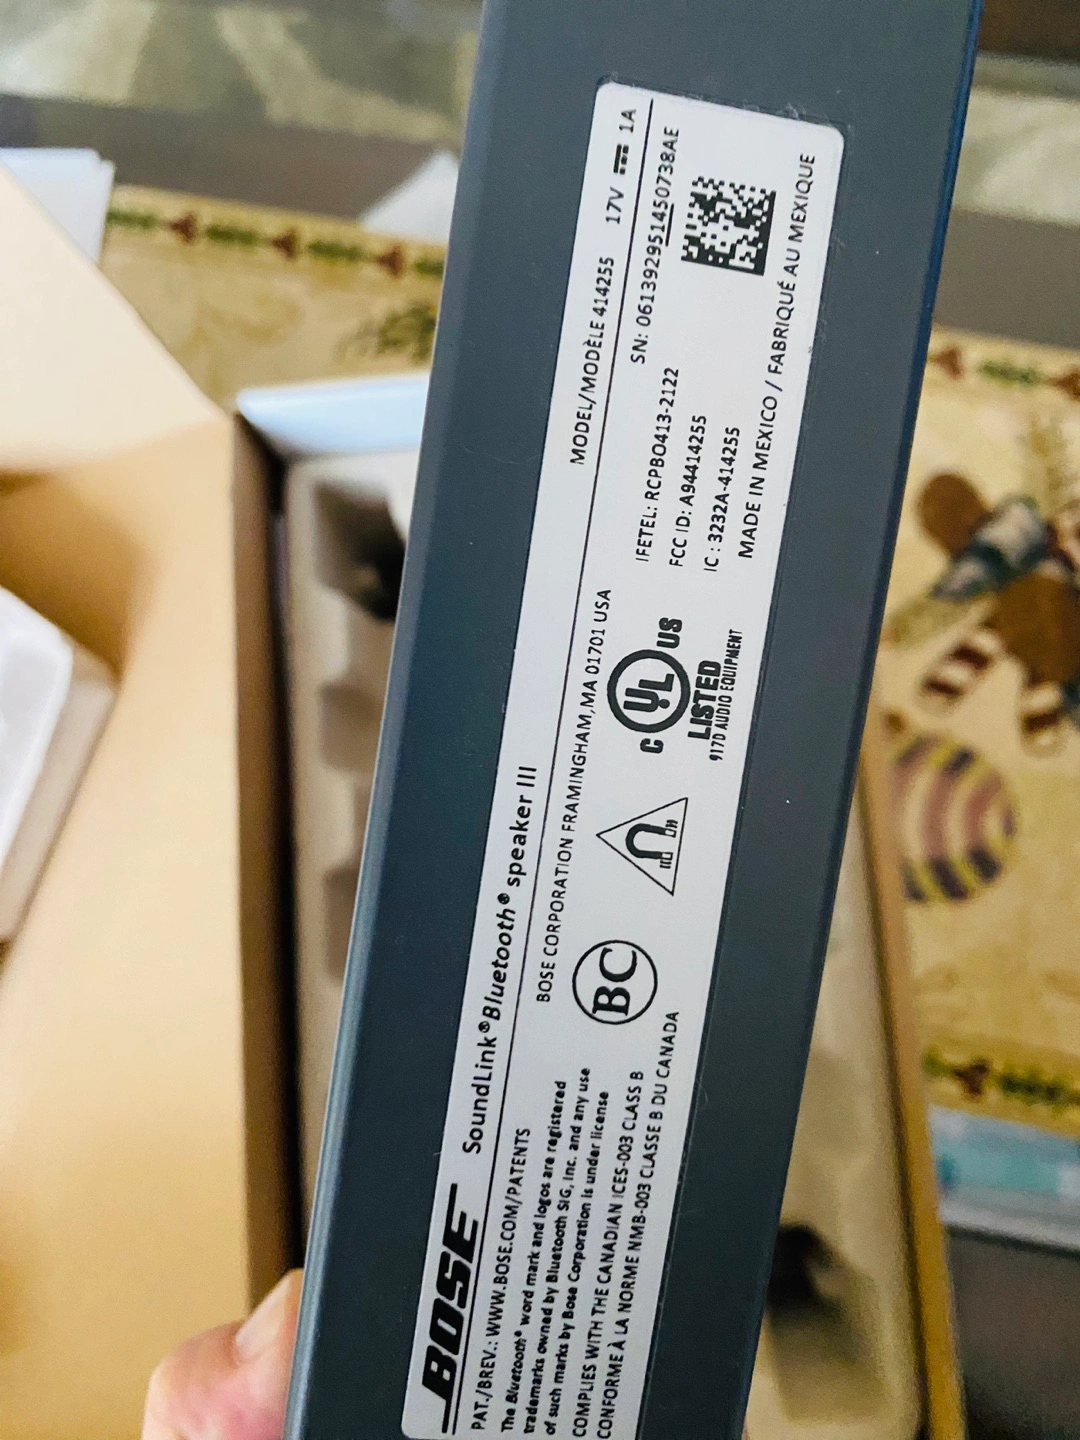 BOSE SoundLink® Bluetooth® speaker III MODEL/MODÈLE 414255 17V ⎓ 1A
PAT./BREV.: WWW.BOSE.COM/PATENTS
The Bluetooth® word mark and logos are registered
trademarks owned by Bluetooth SIG, Inc. and any use
of such marks by Bose Corporation is under license
COMPLIES WITH THE CANADIAN ICES-003 CLASS B
CONFORME À LA NORME NMB-003 CLASSE B DU CANADA
BOSE CORPORATION FRAMINGHAM,MA 01701 USA
BC
C UL US
LISTED
917D AUDIO EQUIPMENT
SN: 0613929514507​38AE
IFETEL: RCPBO413-2122
FCC ID: A94414255
IC : 3232A-414255
MADE IN MEXICO / FABRIQUÉ AU MEXIQUE